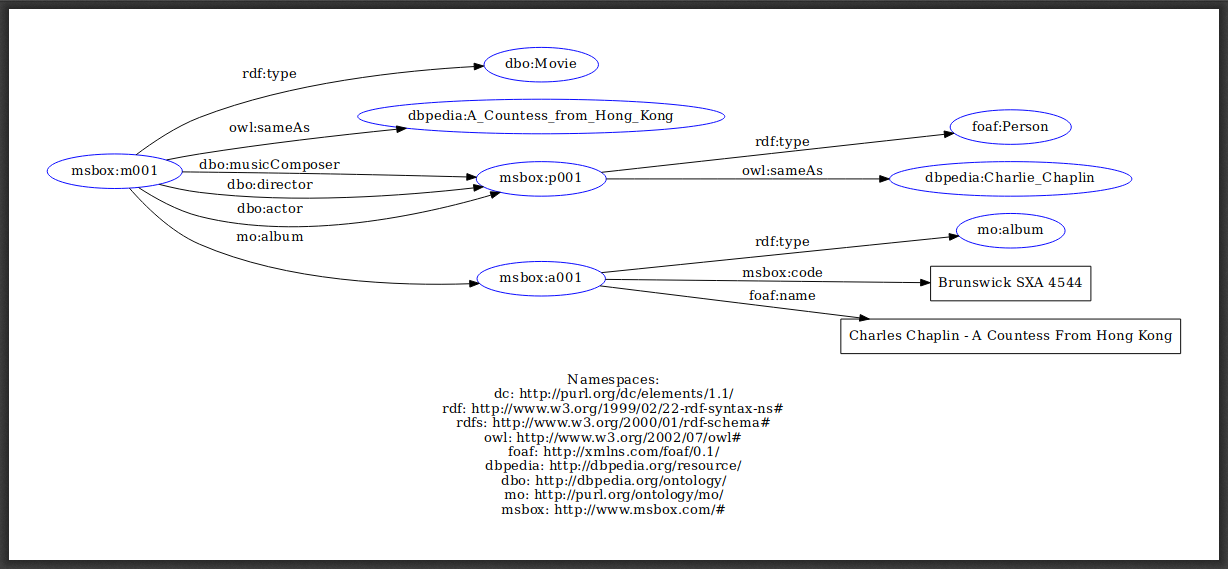 rdf:type
dbo:Movie
owl:sameAs
dbpedia:A_Countess_from_Hong_Kong
msbox:m001
dbo:musicComposer
dbo:director
dbo:actor
mo:album
msbox:p001
rdf:type
foaf:Person
owl:sameAs
dbpedia:Charlie_Chaplin
msbox:a001
rdf:type
mo:album
msbox:code
Brunswick SXA 4544
foaf:name
Charles Chaplin - A Countess From Hong Kong
Namespaces:
dc: http://purl.org/dc/elements/1.1/
rdf: http://www.w3.org/1999/02/22-rdf-syntax-ns#
rdfs: http://www.w3.org/2000/01/rdf-schema#
owl: http://www.w3.org/2002/07/owl#
foaf: http://xmlns.com/foaf/0.1/
dbpedia: http://dbpedia.org/resource/
dbo: http://dbpedia.org/ontology/
mo: http://purl.org/ontology/mo/
msbox: http://www.msbox.com/#